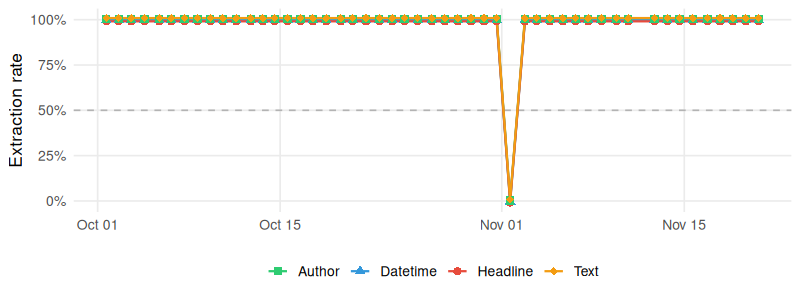 Extraction rate
100%
75%
50%
25%
0%
Oct 01 Oct 15 Nov 01 Nov 15
Author Datetime Headline Text